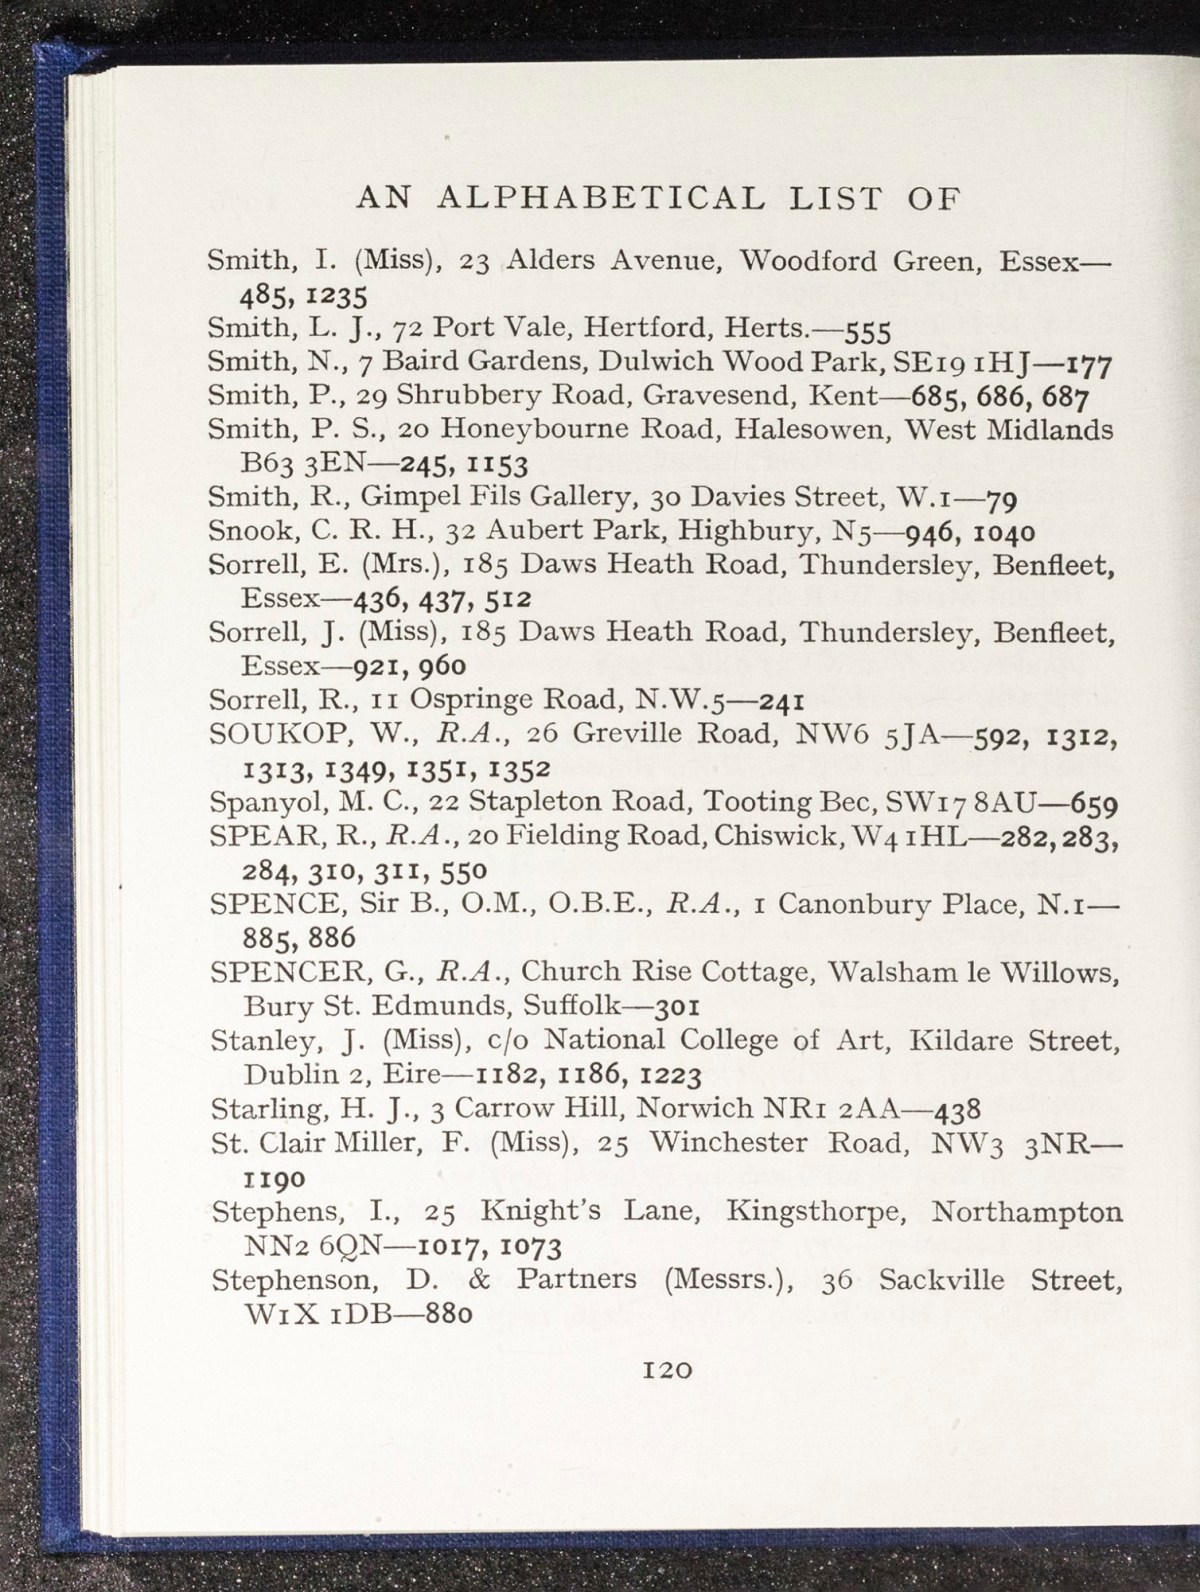 AN ALPHABETICAL LIST OF
Smith, I. (Miss), 23 Alders Avenue, Woodford Green, Essex—
485, 1235
Smith, L. J., 72 Port Vale, Hertford, Herts.—555
Smith, N., 7 Baird Gardens, Dulwich Wood Park, SE19 1HJ—177
Smith, P., 29 Shrubbery Road, Gravesend, Kent—685, 686, 687
Smith, P. S., 20 Honeybourne Road, Halesowen, West Midlands
B63 3EN—245, 1153
Smith, R., Gimpel Fils Gallery, 30 Davies Street, W.1—79
Snook, C. R. H., 32 Aubert Park, Highbury, N5—946, 1040
Sorrell, E. (Mrs.), 185 Daws Heath Road, Thundersley, Benfleet,
Essex—436, 437, 512
Sorrell, J. (Miss), 185 Daws Heath Road, Thundersley, Benfleet,
Essex—921, 960
Sorrell, R., 11 Ospringe Road, N.W.5—241
SOUKOP, W., R.A., 26 Greville Road, NW6 5JA—592, 1312,
1313, 1349, 1351, 1352
Spanyol, M. C., 22 Stapleton Road, Tooting Bec, SW17 8AU—659
SPEAR, R., R.A., 20 Fielding Road, Chiswick, W4 1HL—282, 283,
284, 310, 311, 550
SPENCE, Sir B., O.M., O.B.E., R.A., 1 Canonbury Place, N.1—
885, 886
SPENCER, G., R.A., Church Rise Cottage, Walsham le Willows,
Bury St. Edmunds, Suffolk—301
Stanley, J. (Miss), c/o National College of Art, Kildare Street,
Dublin 2, Eire—1182, 1186, 1223
Starling, H. J., 3 Carrow Hill, Norwich NR1 2AA—438
St. Clair Miller, F. (Miss), 25 Winchester Road, NW3 3NR—
1190
Stephens, I., 25 Knight's Lane, Kingsthorpe, Northampton
NN2 6QN—1017, 1073
Stephenson, D. & Partners (Messrs.), 36 Sackville Street,
W1X 1DB—880
120